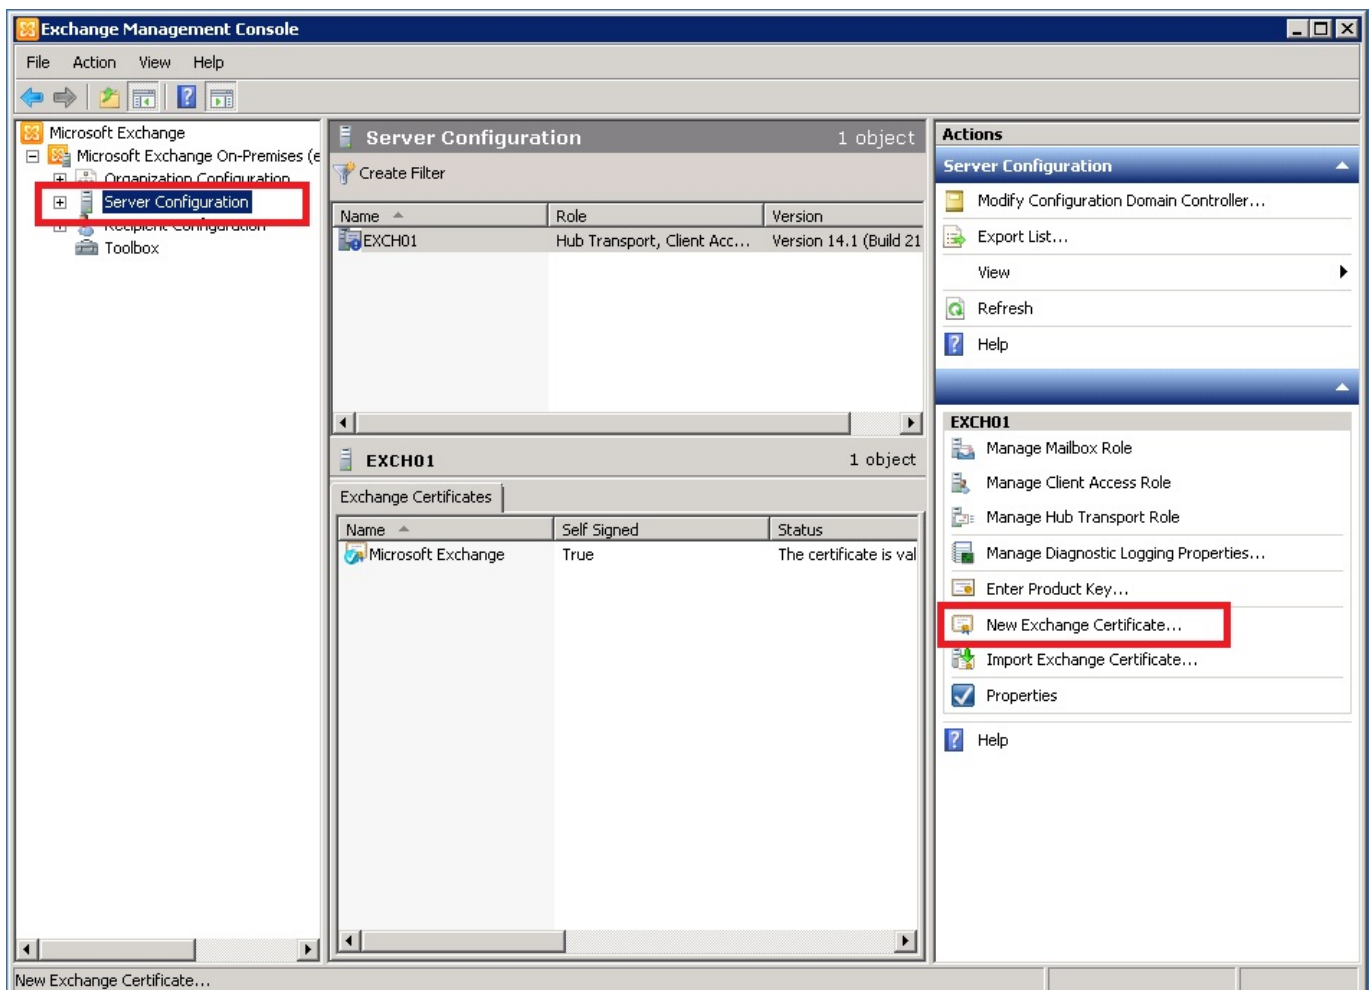 Exchange Management Console
File Action View Help
Microsoft Exchange
Microsoft Exchange On-Premises (e
Organization Configuration
Server Configuration
Recipient Configuration
Toolbox
Server Configuration 1 object
Create Filter
Name Role Version
EXCH01 Hub Transport, Client Acc... Version 14.1 (Build 21
EXCH01 1 object
Exchange Certificates
Name Self Signed Status
Microsoft Exchange True The certificate is val
Actions
Server Configuration
Modify Configuration Domain Controller...
Export List...
View
Refresh
Help
EXCH01
Manage Mailbox Role
Manage Client Access Role
Manage Hub Transport Role
Manage Diagnostic Logging Properties...
Enter Product Key...
New Exchange Certificate...
Import Exchange Certificate...
Properties
Help
New Exchange Certificate...